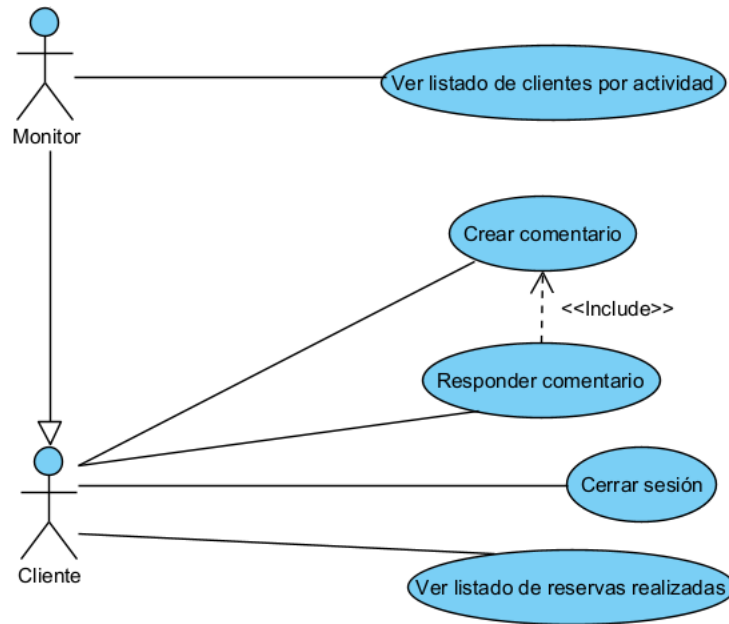 Ver listado de clientes por actividad
Monitor
Crear comentario
<<Include>>
Responder comentario
Cerrar sesión
Cliente
Ver listado de reservas realizadas